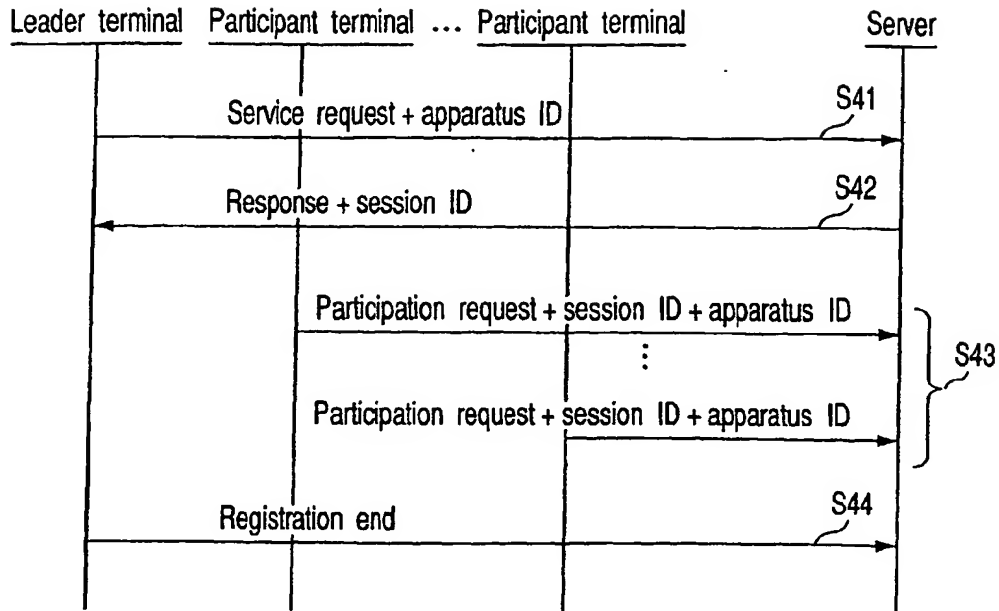 Leader terminal Participant terminal ... Participant terminal Server
Service request + apparatus ID S41
Response + session ID S42
Participation request + session ID + apparatus ID
⋮
S43
Participation request + session ID + apparatus ID
Registration end S44